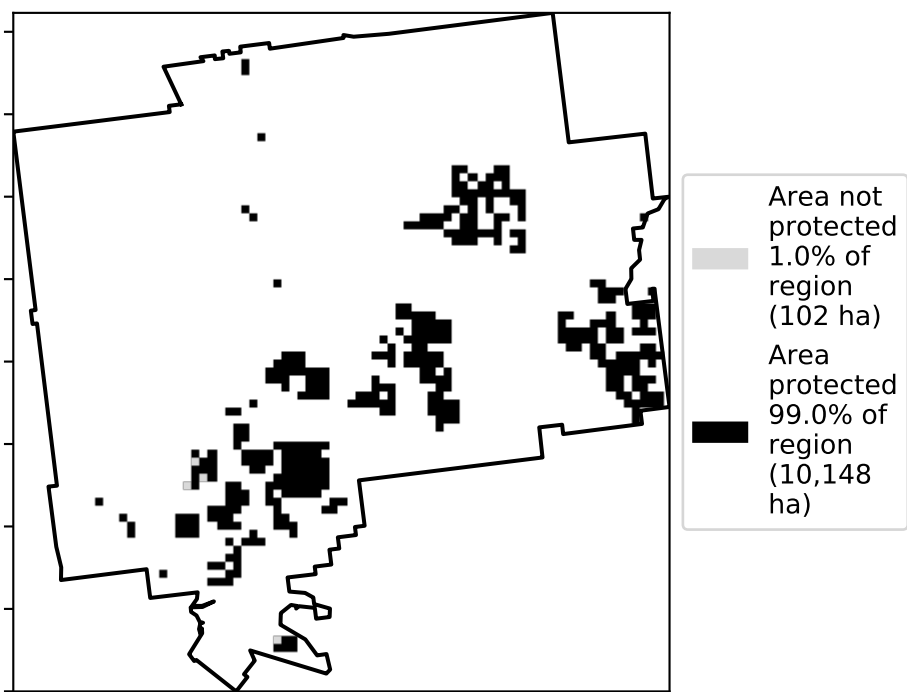 Area not
protected
1.0% of
region
(102 ha)
Area
protected
99.0% of
region
(10,148
ha)